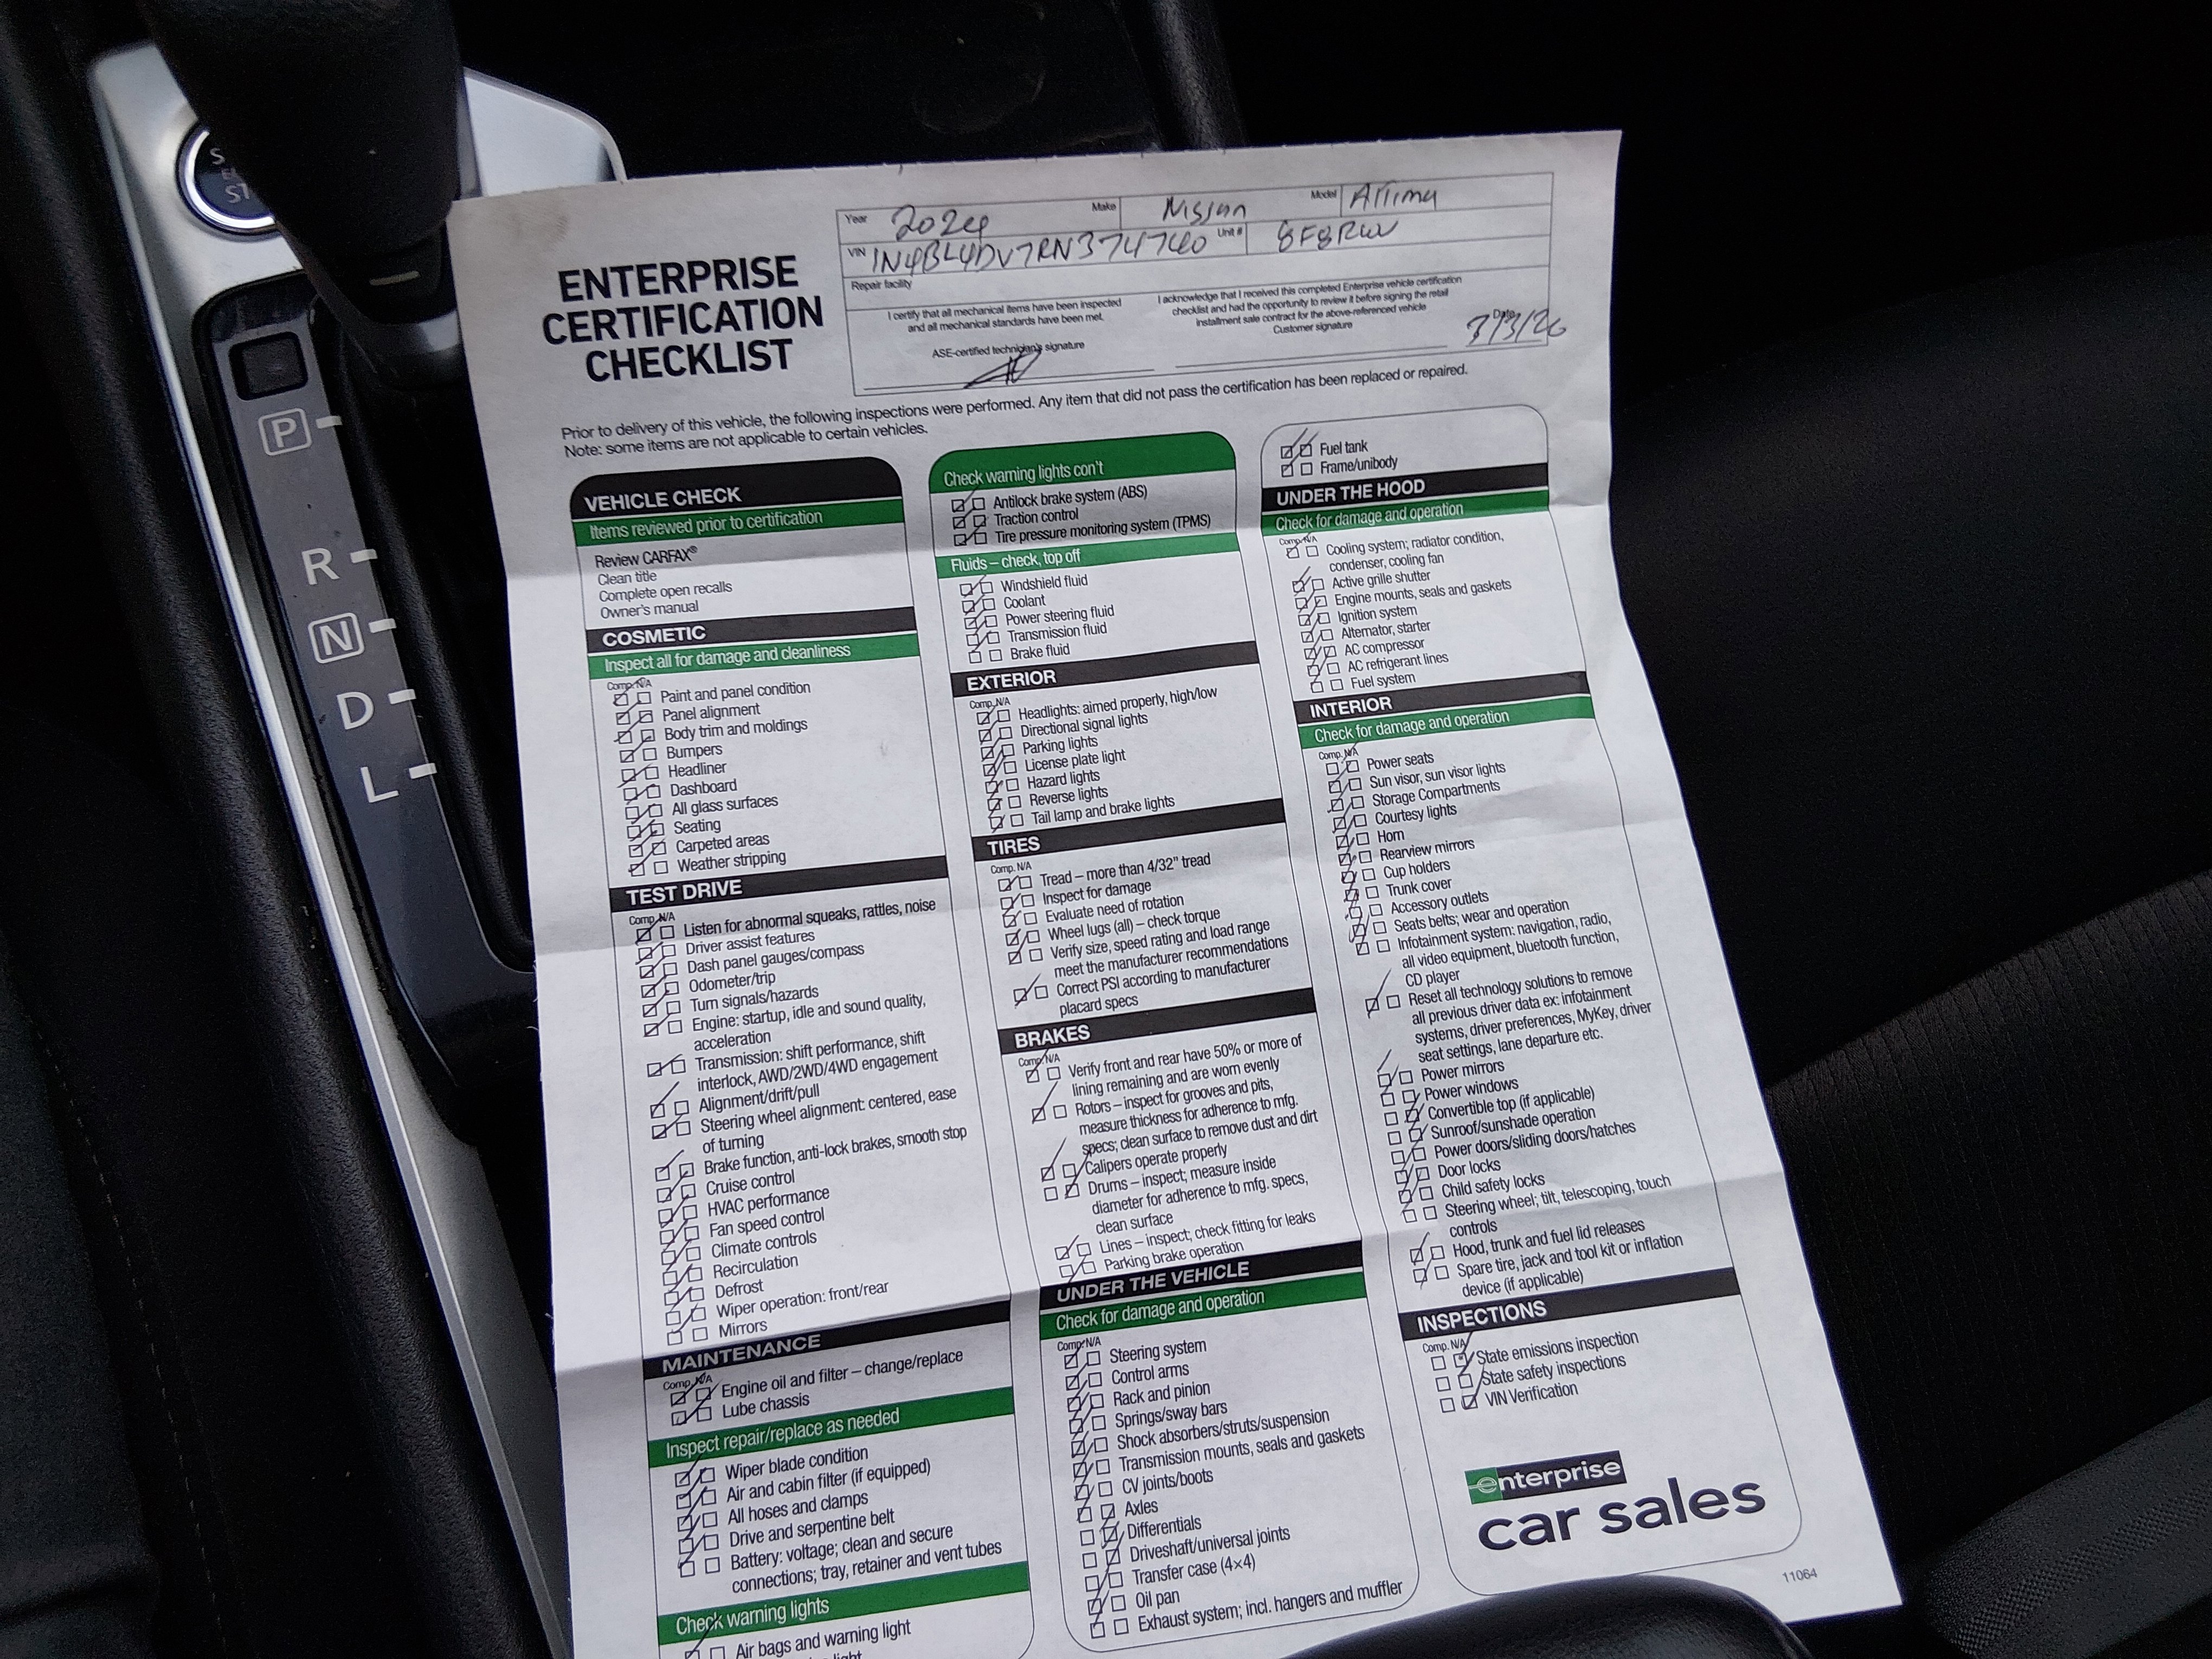 START
ENGINE
STOP
P
R
N
D
L
ENTERPRISE
CERTIFICATION
CHECKLIST
Year 2024 Make Nissan Model Altima
VIN 1N4BL4DV7RN374740 Unit # 8F8RWV
Repair facility
I certify that all mechanical items have been inspected
and all mechanical standards have been met.
ASE-certified technician's signature
I acknowledge that I received this completed Enterprise vehicle certification
checklist and had the opportunity to review it before signing the retail
installment sale contract for the above-referenced vehicle
Customer signature
Date
3/3/26
Prior to delivery of this vehicle, the following inspections were performed. Any item that did not pass the certification has been replaced or repaired.
Note: some items are not applicable to certain vehicles.
VEHICLE CHECK
Items reviewed prior to certification
Review CARFAX®
Clean title
Complete open recalls
Owner's manual
COSMETIC
Inspect all for damage and cleanliness
Comp. N/A
Paint and panel condition
Panel alignment
Body trim and moldings
Bumpers
Headliner
Dashboard
All glass surfaces
Seating
Carpeted areas
Weather stripping
TEST DRIVE
Comp. N/A
Listen for abnormal squeaks, rattles, noise
Driver assist features
Dash panel gauges/compass
Odometer/trip
Turn signals/hazards
Engine: startup, idle and sound quality,
acceleration
Transmission: shift performance, shift
interlock, AWD/2WD/4WD engagement
Alignment/drift/pull
Steering wheel alignment: centered, ease
of turning
Brake function, anti-lock brakes, smooth stop
Cruise control
HVAC performance
Fan speed control
Climate controls
Recirculation
Defrost
Wiper operation: front/rear
Mirrors
MAINTENANCE
Comp. N/A
Engine oil and filter – change/replace
Lube chassis
Inspect repair/replace as needed
Wiper blade condition
Air and cabin filter (if equipped)
All hoses and clamps
Drive and serpentine belt
Battery: voltage; clean and secure
connections; tray, retainer and vent tubes
Check warning lights
Air bags and warning light
light
Check warning lights con't
Antilock brake system (ABS)
Traction control
Tire pressure monitoring system (TPMS)
Fluids – check, top off
Windshield fluid
Coolant
Power steering fluid
Transmission fluid
Brake fluid
EXTERIOR
Comp. N/A
Headlights: aimed properly, high/low
Directional signal lights
Parking lights
License plate light
Hazard lights
Reverse lights
Tail lamp and brake lights
TIRES
Comp. N/A
Tread – more than 4/32" tread
Inspect for damage
Evaluate need of rotation
Wheel lugs (all) – check torque
Verify size, speed rating and load range
meet the manufacturer recommendations
Correct PSI according to manufacturer
placard specs
BRAKES
Comp. N/A
Verify front and rear have 50% or more of
lining remaining and are worn evenly
Rotors – inspect for grooves and pits,
measure thickness for adherence to mfg.
specs; clean surface to remove dust and dirt
Calipers operate properly
Drums – inspect; measure inside
diameter for adherence to mfg. specs,
clean surface
Lines – inspect; check fitting for leaks
Parking brake operation
UNDER THE VEHICLE
Check for damage and operation
Comp. N/A
Steering system
Control arms
Rack and pinion
Springs/sway bars
Shock absorbers/struts/suspension
Transmission mounts, seals and gaskets
CV joints/boots
Axles
Differentials
Driveshaft/universal joints
Transfer case (4×4)
Oil pan
Exhaust system; incl. hangers and muffler
Fuel tank
Frame/unibody
UNDER THE HOOD
Check for damage and operation
Comp. N/A
Cooling system; radiator condition,
condenser, cooling fan
Active grille shutter
Engine mounts, seals and gaskets
Ignition system
Alternator, starter
AC compressor
AC refrigerant lines
Fuel system
INTERIOR
Check for damage and operation
Comp. N/A
Power seats
Sun visor, sun visor lights
Storage Compartments
Courtesy lights
Horn
Rearview mirrors
Cup holders
Trunk cover
Accessory outlets
Seats belts; wear and operation
Infotainment system: navigation, radio,
all video equipment, bluetooth function,
CD player
Reset all technology solutions to remove
all previous driver data ex: infotainment
systems, driver preferences, MyKey, driver
seat settings, lane departure etc.
Power mirrors
Power windows
Convertible top (if applicable)
Sunroof/sunshade operation
Power doors/sliding doors/hatches
Door locks
Child safety locks
Steering wheel; tilt, telescoping, touch
controls
Hood, trunk and fuel lid releases
Spare tire, jack and tool kit or inflation
device (if applicable)
INSPECTIONS
Comp. N/A
State emissions inspection
State safety inspections
VIN Verification
enterprise
car sales
11064